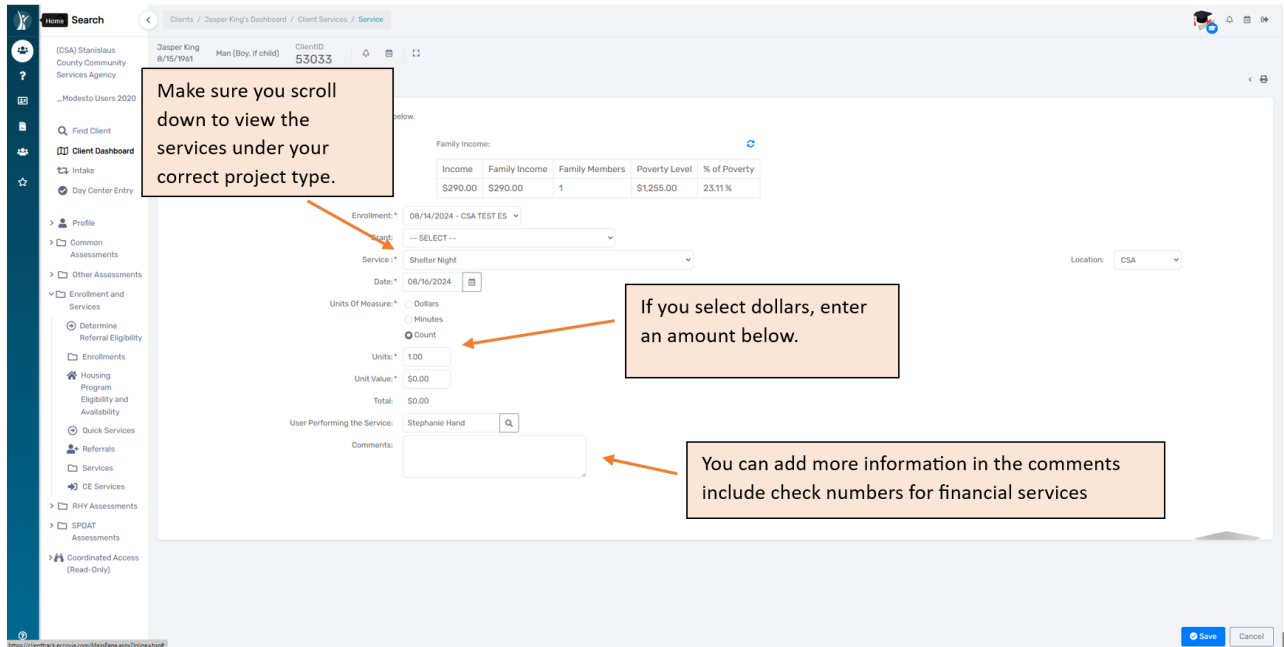 Home Search
Clients / Jasper King's Dashboard / Client Services / Service
(CSA) Stanislaus
County Community
Services Agency
_Modesto Users 2020
Find Client
Client Dashboard
Intake
Day Center Entry
Profile
Common
Assessments
Other Assessments
Enrollment and
Services
Determine
Referral Eligibility
Enrollments
Housing
Program
Eligibility and
Availability
Quick Services
Referrals
Services
CE Services
RHY Assessments
SPDAT
Assessments
Coordinated Access
(Read-Only)
Jasper King
8/15/1961
Man (Boy, if child)
ClientID
53033
Make sure you scroll
down to view the
services under your
correct project type.
below.
Family Income:
Income Family Income Family Members Poverty Level % of Poverty
$290.00 $290.00 1 $1,255.00 23.11 %
Enrollment:* 08/14/2024 - CSA TEST ES
Grant: -- SELECT --
Service :* Shelter Night
Location: CSA
Date:* 08/16/2024
Units Of Measure:* Dollars
Minutes
Count
Units:* 1.00
Unit Value:* $0.00
Total: $0.00
User Performing the Service: Stephanie Hand
Comments:
If you select dollars, enter
an amount below.
You can add more information in the comments
include check numbers for financial services
Save Cancel
https://clienttrack.eccovia.com/MainPage.aspx?inline=top#